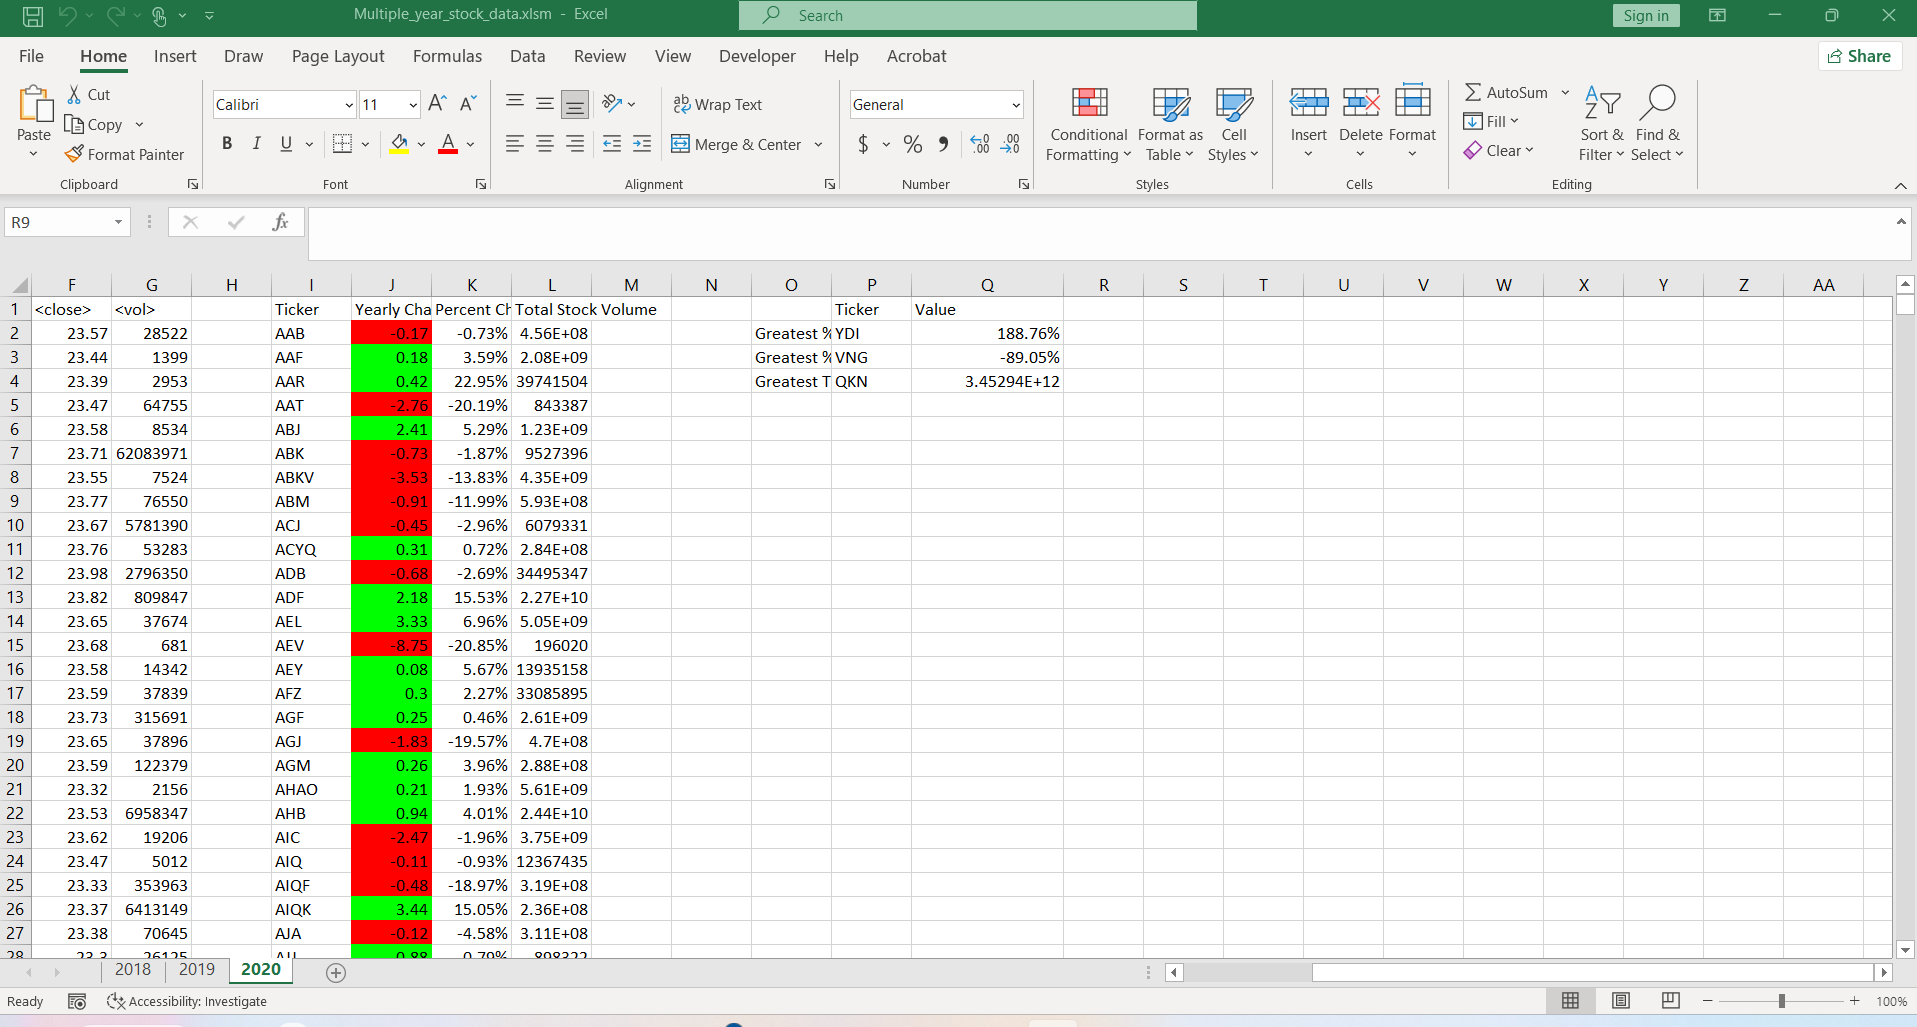 Multiple_year_stock_data.xlsm - Excel
Search
Sign in
File Home Insert Draw Page Layout Formulas Data Review View Developer Help Acrobat Share
Paste
Cut
Copy
Format Painter
Clipboard
Calibri 11
B I U
Font
Wrap Text
Merge & Center
Alignment
General
$ % 9
Number
Conditional Formatting
Format as Table
Cell Styles
Styles
Insert
Delete
Format
Cells
AutoSum
Fill
Clear
Sort & Filter
Find & Select
Editing
R9
fx
F G H I J K L M N O P Q R S T U V W X Y Z AA
1 <close> <vol> Ticker Yearly Cha Percent Ch Total Stock Volume Ticker Value
2 23.57 28522 AAB -0.17 -0.73% 4.56E+08 Greatest % YDI 188.76%
3 23.44 1399 AAF 0.18 3.59% 2.08E+09 Greatest % VNG -89.05%
4 23.39 2953 AAR 0.42 22.95% 39741504 Greatest T QKN 3.45294E+12
5 23.47 64755 AAT -2.76 -20.19% 843387
6 23.58 8534 ABJ 2.41 5.29% 1.23E+09
7 23.71 62083971 ABK -0.73 -1.87% 9527396
8 23.55 7524 ABKV -3.53 -13.83% 4.35E+09
9 23.77 76550 ABM -0.91 -11.99% 5.93E+08
10 23.67 5781390 ACJ -0.45 -2.96% 6079331
11 23.76 53283 ACYQ 0.31 0.72% 2.84E+08
12 23.98 2796350 ADB -0.68 -2.69% 34495347
13 23.82 809847 ADF 2.18 15.53% 2.27E+10
14 23.65 37674 AEL 3.33 6.96% 5.05E+09
15 23.68 681 AEV -8.75 -20.85% 196020
16 23.58 14342 AEY 0.08 5.67% 13935158
17 23.59 37839 AFZ 0.3 2.27% 33085895
18 23.73 315691 AGF 0.25 0.46% 2.61E+09
19 23.65 37896 AGJ -1.83 -19.57% 4.7E+08
20 23.59 122379 AGM 0.26 3.96% 2.88E+08
21 23.32 2156 AHAO 0.21 1.93% 5.61E+09
22 23.53 6958347 AHB 0.94 4.01% 2.44E+10
23 23.62 19206 AIC -2.47 -1.96% 3.75E+09
24 23.47 5012 AIQ -0.11 -0.93% 12367435
25 23.33 353963 AIQF -0.48 -18.97% 3.19E+08
26 23.37 6413149 AIQK 3.44 15.05% 2.36E+08
27 23.38 70645 AJA -0.12 -4.58% 3.11E+08
28 23.3 26125 0.88 0.79% 898322
2018 2019 2020
Ready Accessibility: Investigate 100%